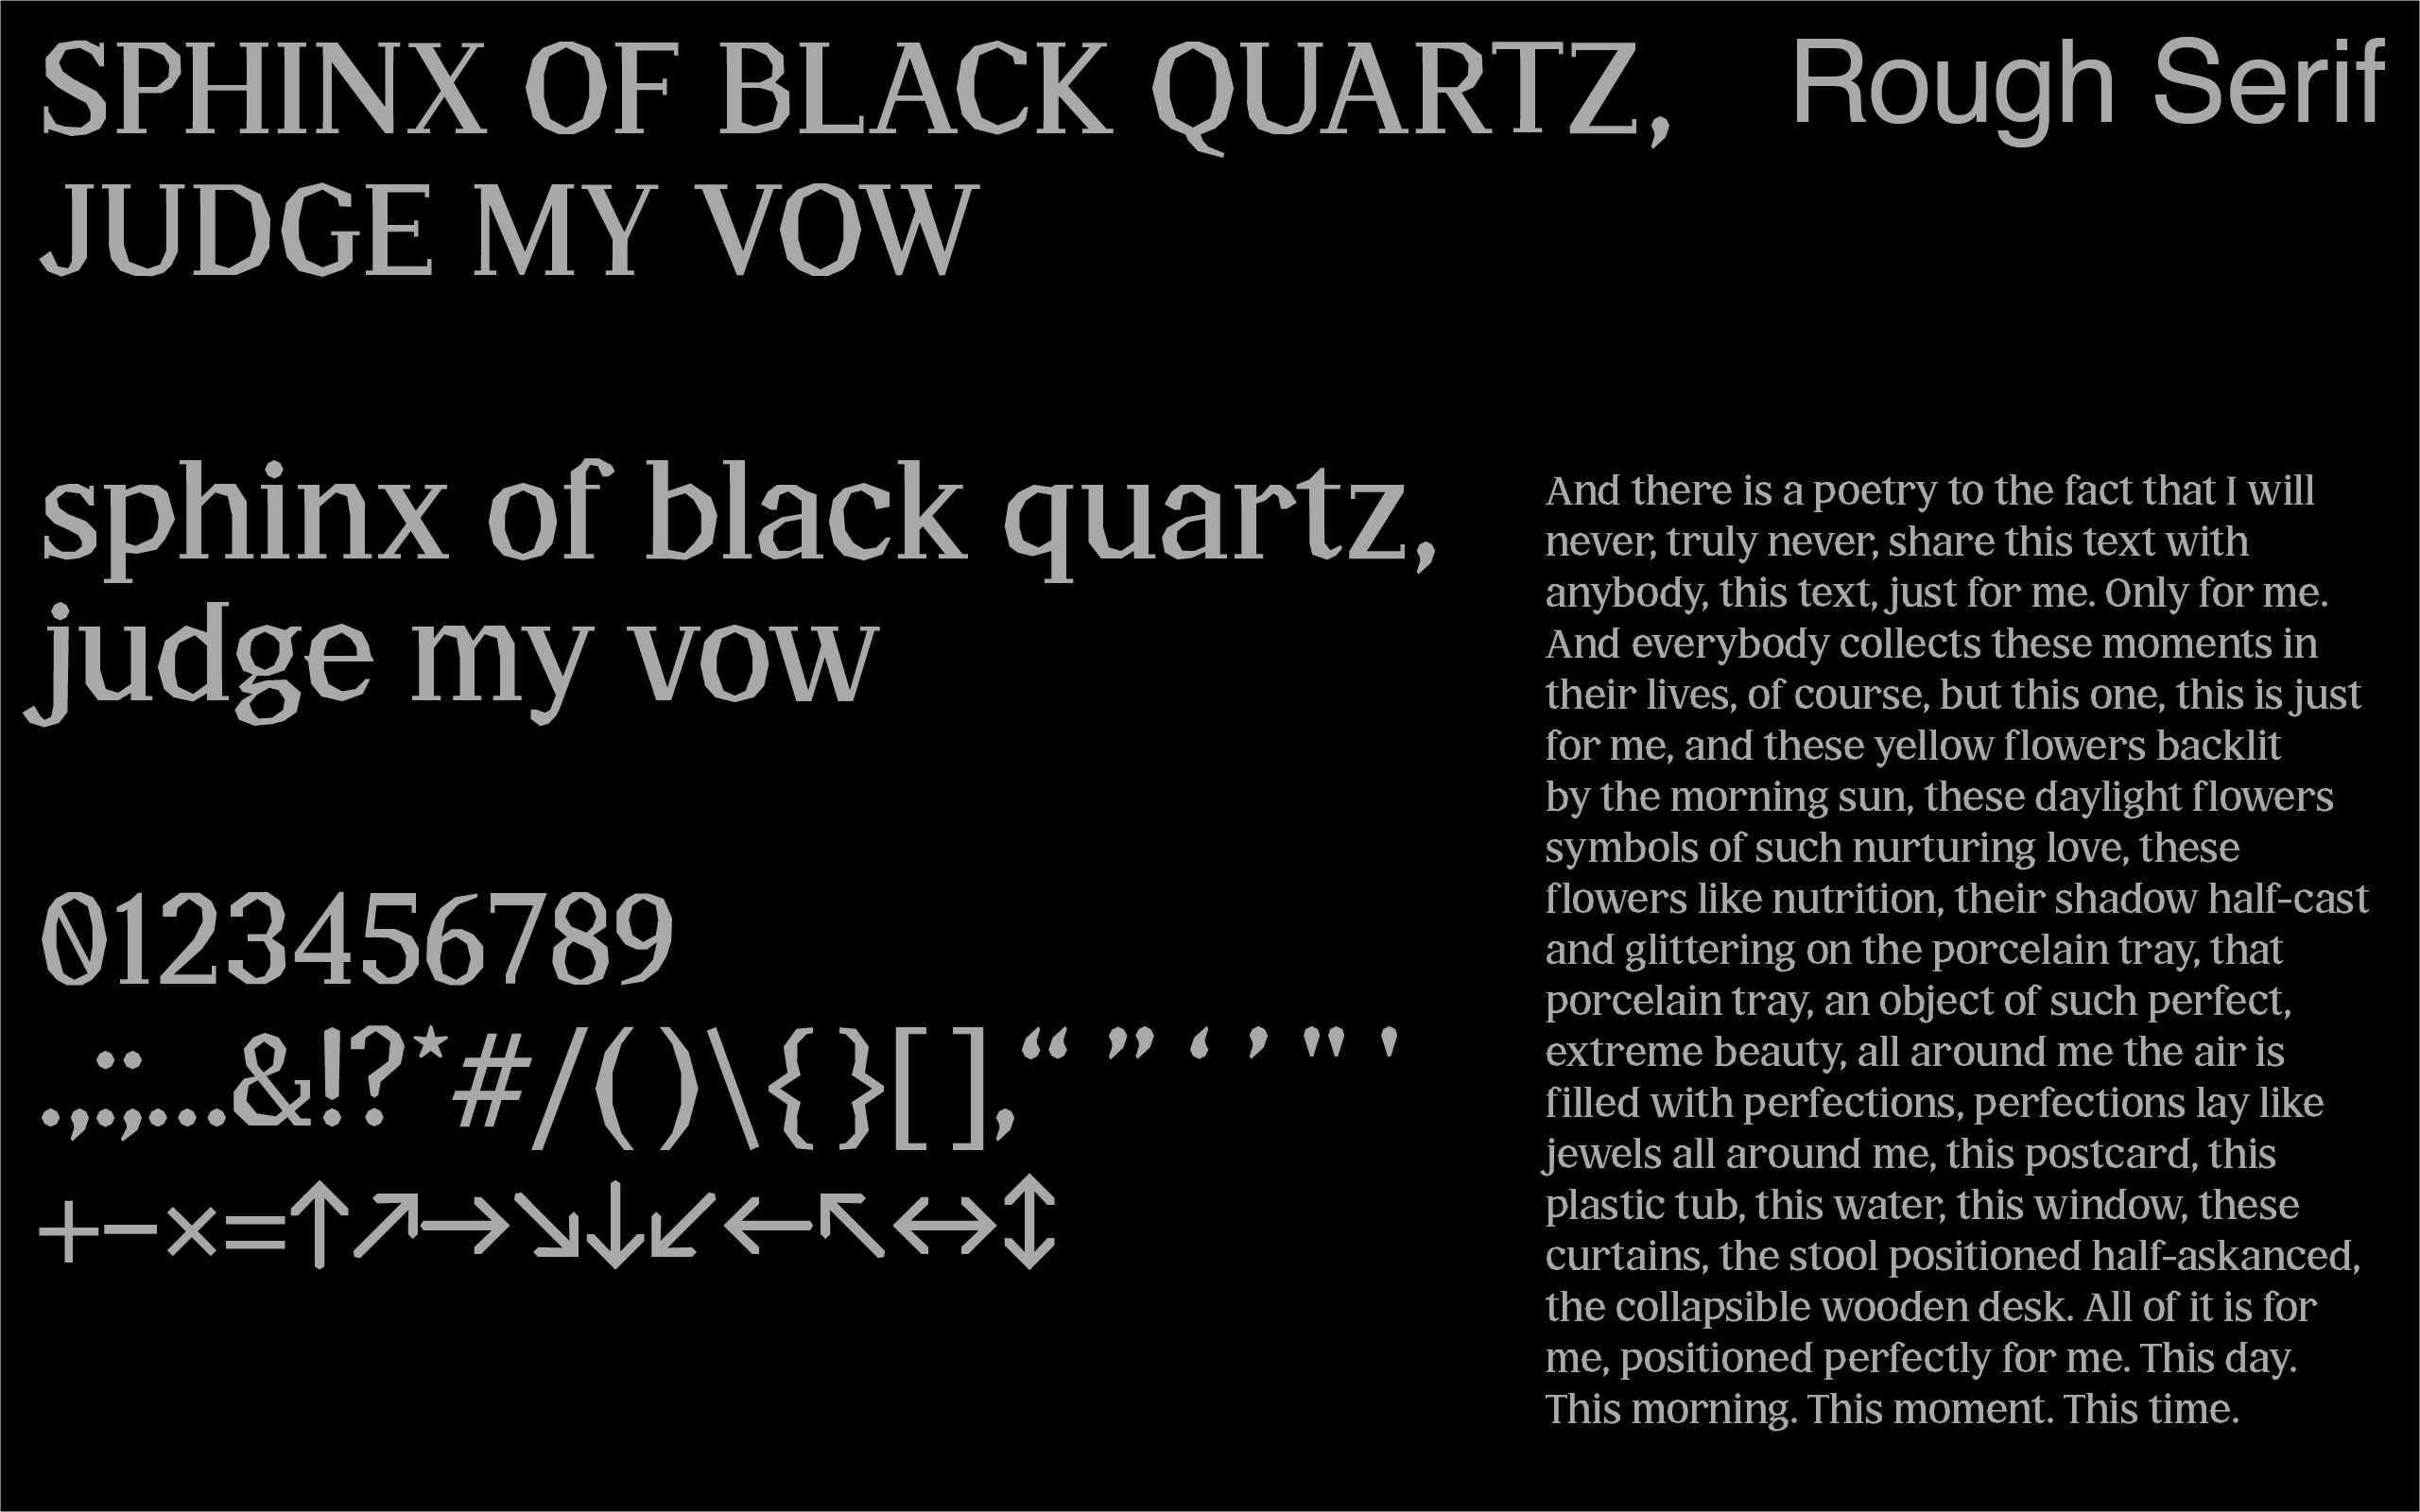 SPHINX OF BLACK QUARTZ,
JUDGE MY VOW
Rough Serif
sphinx of black quartz,
judge my vow
0123456789
.,:;…&!?*#/()\{}[],“ ” ‘ ’ " '
+−×=↑↗→↘↓↙←↖↔↕
And there is a poetry to the fact that I will
never, truly never, share this text with
anybody, this text, just for me. Only for me.
And everybody collects these moments in
their lives, of course, but this one, this is just
for me, and these yellow flowers backlit
by the morning sun, these daylight flowers
symbols of such nurturing love, these
flowers like nutrition, their shadow half-cast
and glittering on the porcelain tray, that
porcelain tray, an object of such perfect,
extreme beauty, all around me the air is
filled with perfections, perfections lay like
jewels all around me, this postcard, this
plastic tub, this water, this window, these
curtains, the stool positioned half-askanced,
the collapsible wooden desk. All of it is for
me, positioned perfectly for me. This day.
This morning. This moment. This time.